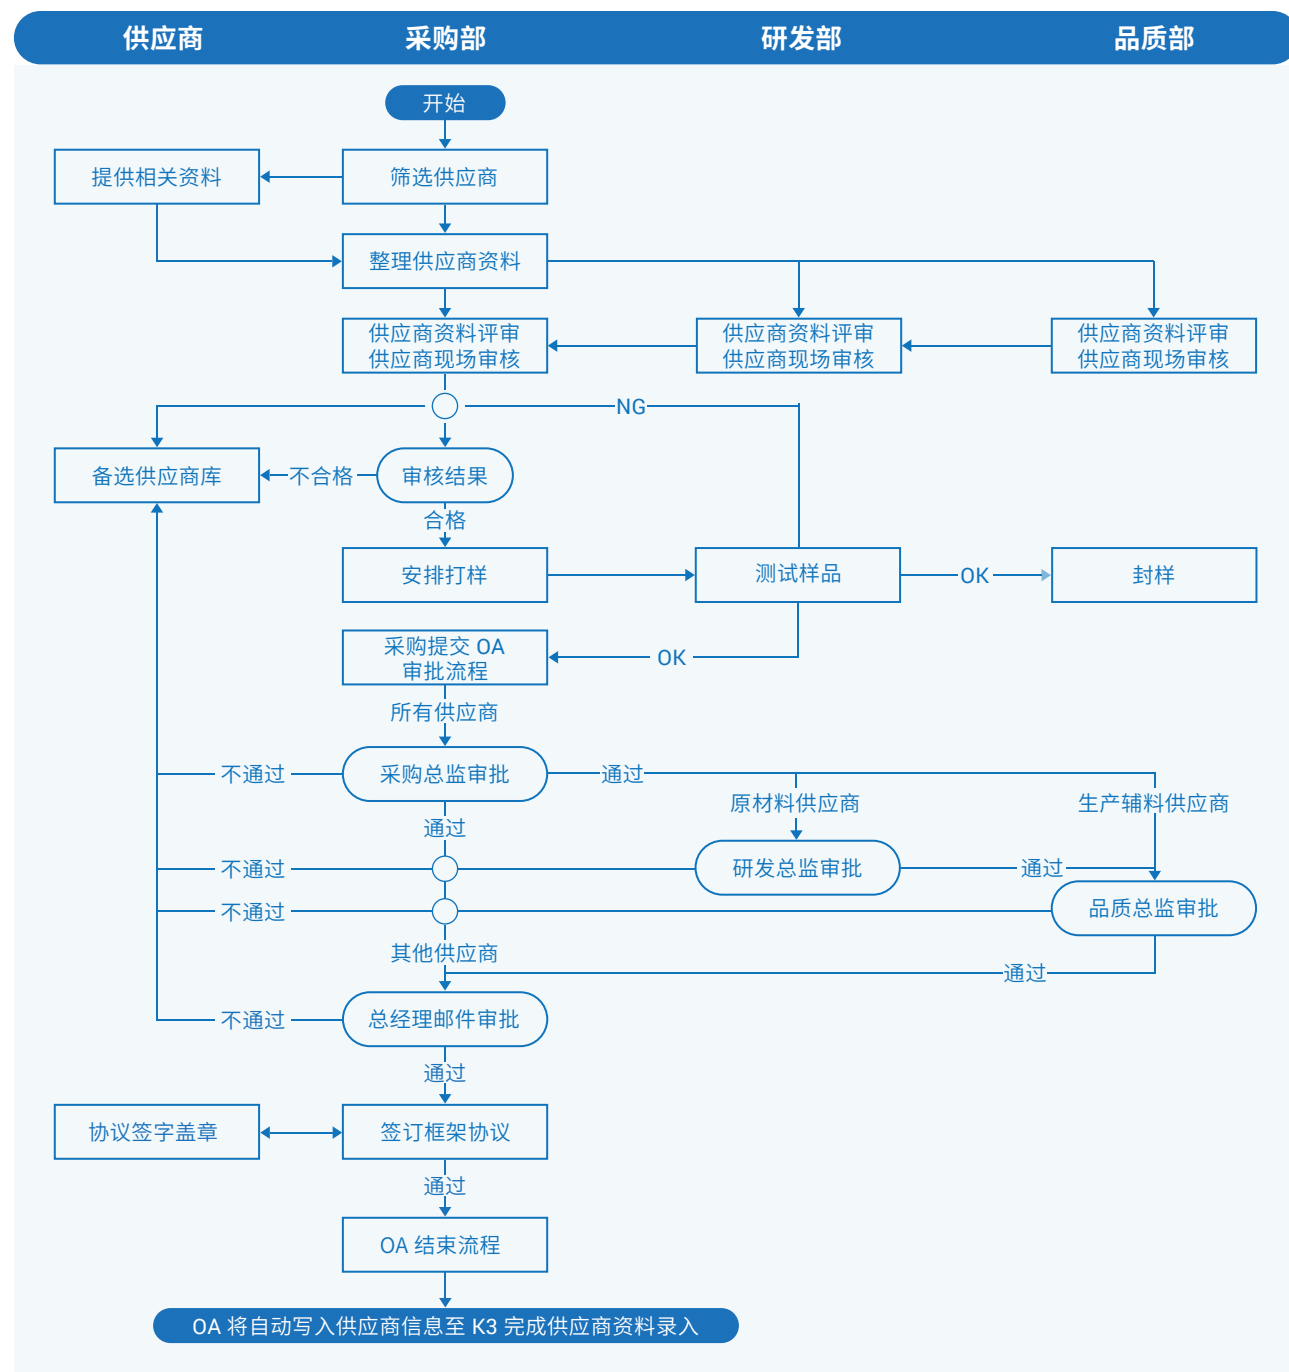 供应商
采购部
研发部
品质部
开始
提供相关资料
筛选供应商
整理供应商资料
供应商资料评审
供应商现场审核
供应商资料评审
供应商现场审核
供应商资料评审
供应商现场审核
NG
备选供应商库
不合格
审核结果
合格
安排打样
测试样品
OK
封样
采购提交 OA
审批流程
OK
所有供应商
不通过
采购总监审批
通过
原材料供应商
生产辅料供应商
通过
不通过
研发总监审批
通过
不通过
品质总监审批
其他供应商
通过
不通过
总经理邮件审批
通过
协议签字盖章
签订框架协议
通过
OA 结束流程
OA 将自动写入供应商信息至 K3 完成供应商资料录入